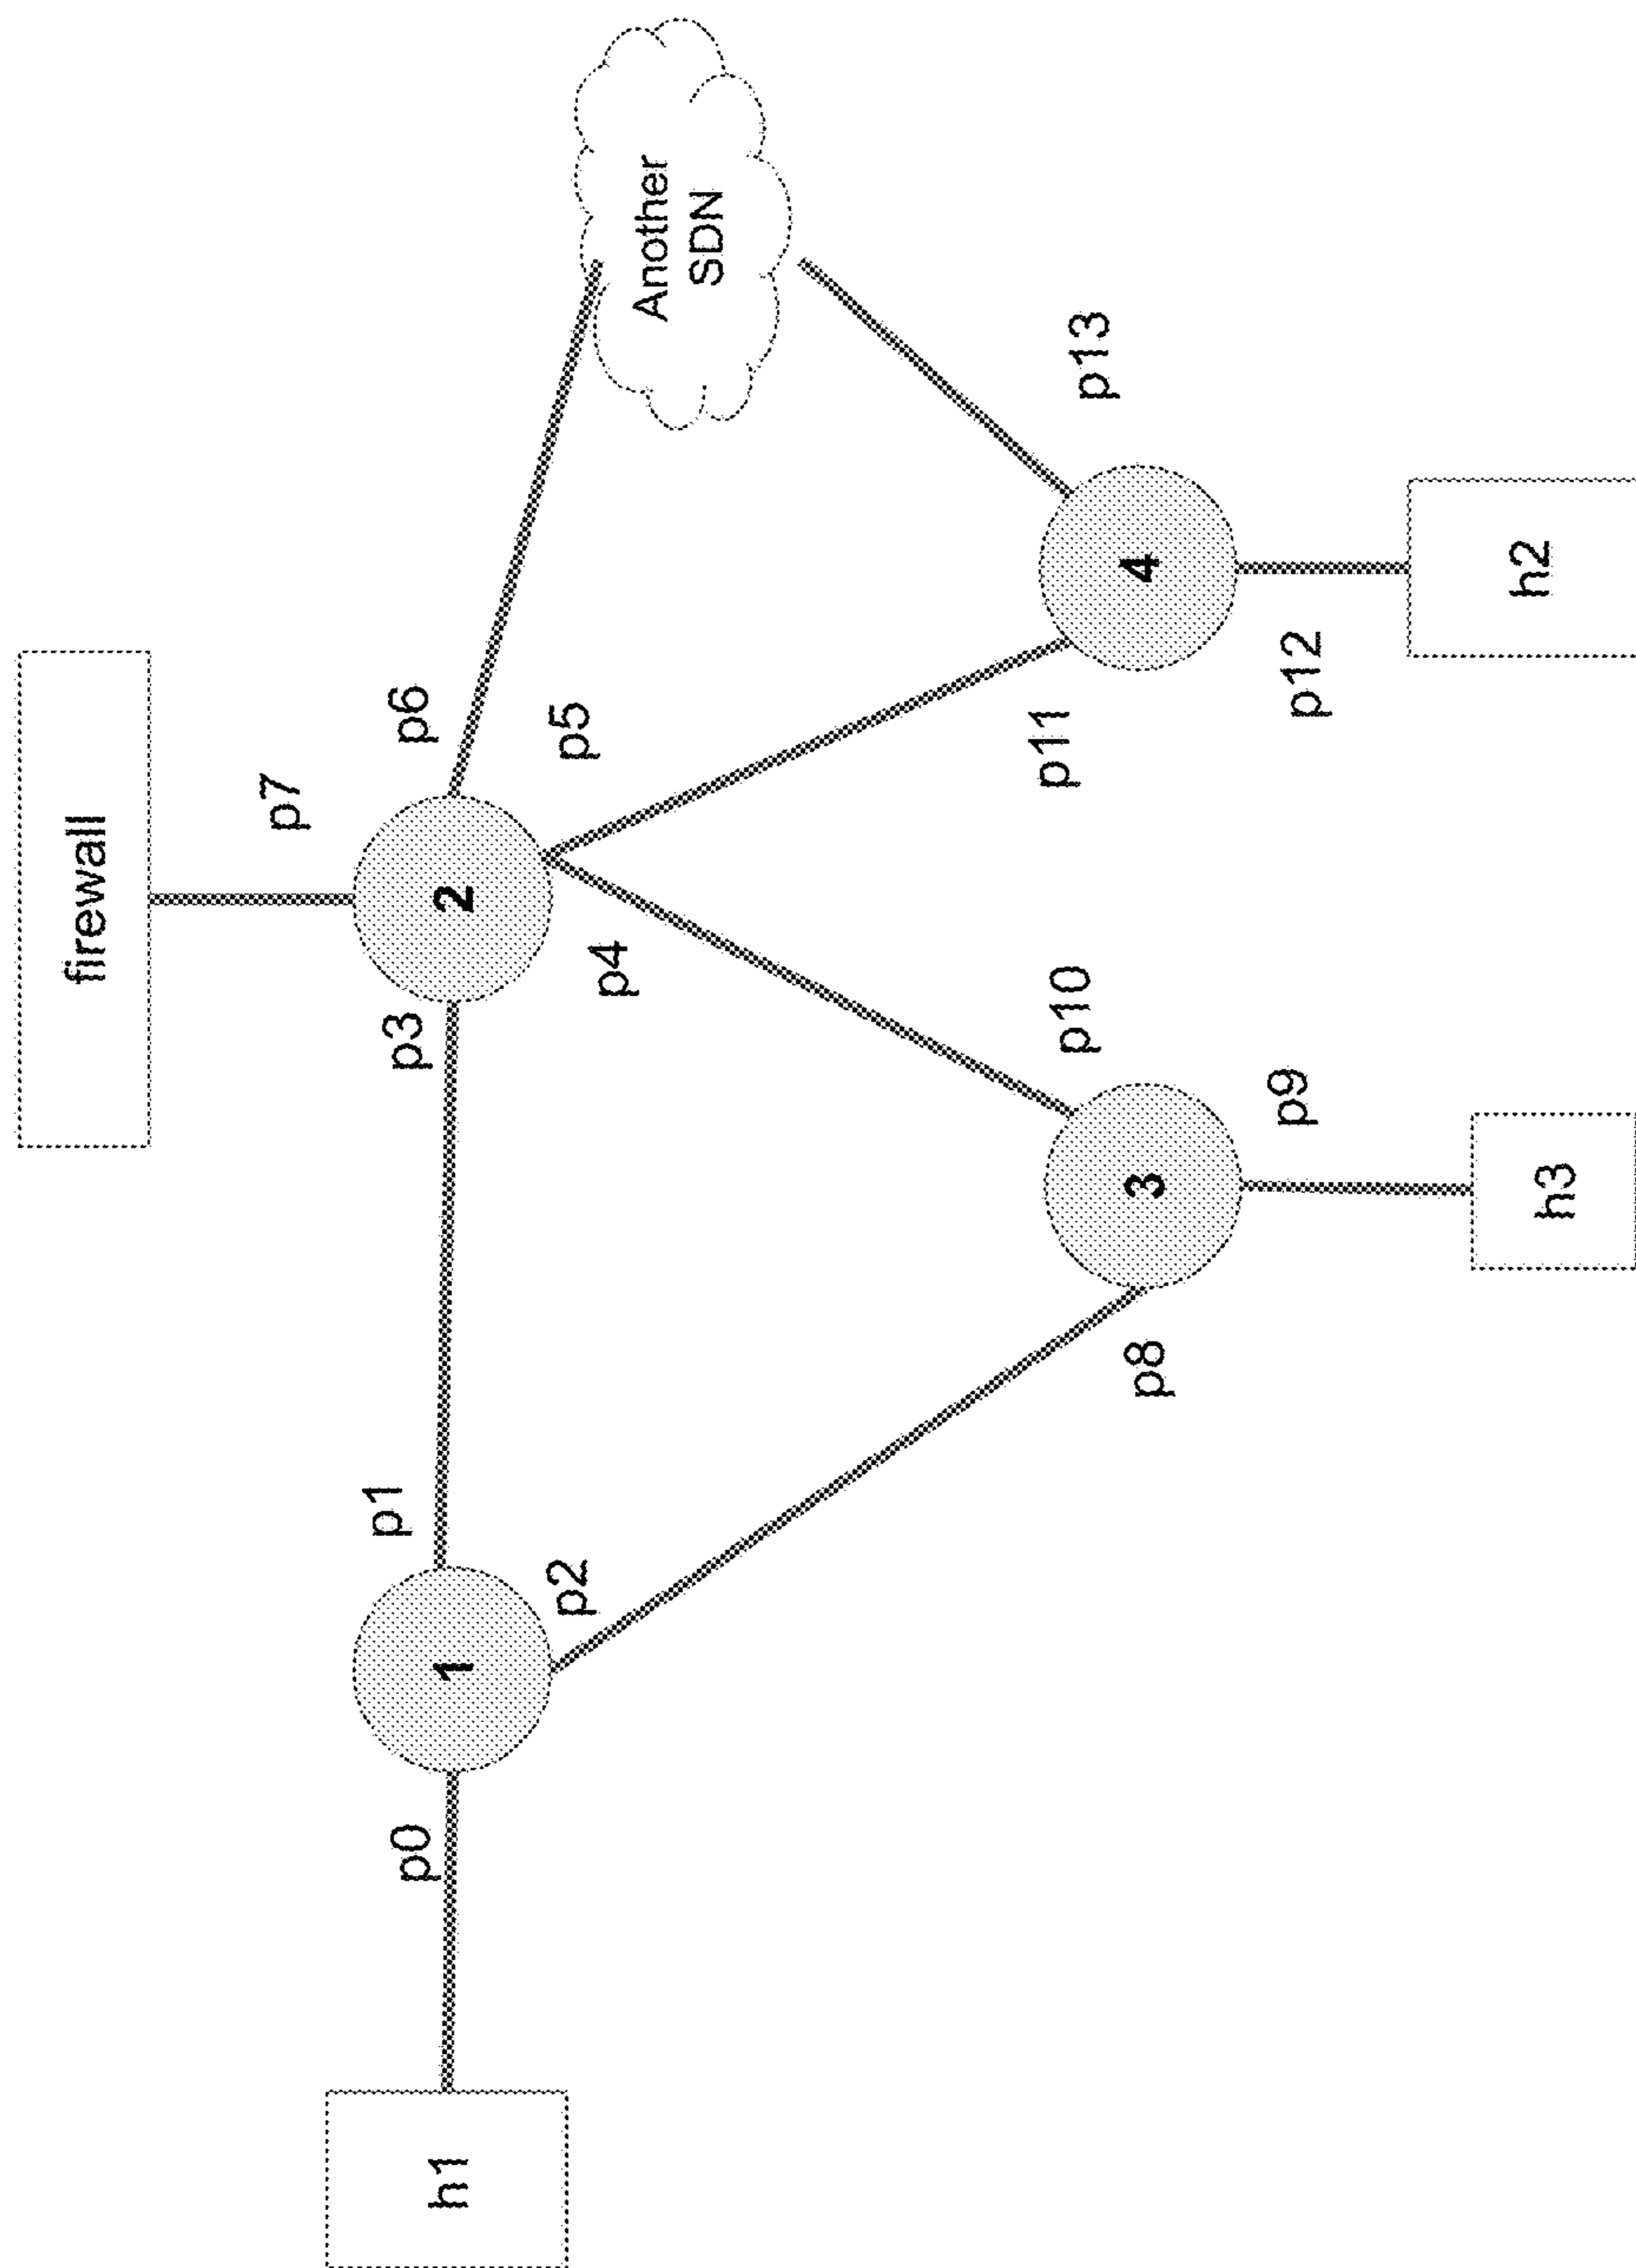 firewall
p7
p6
p3
p1
p0
h1
1
2
p2
p4
p5
Another
SDN
p8
p10
p11
p13
3
4
p9
p12
h3
h2